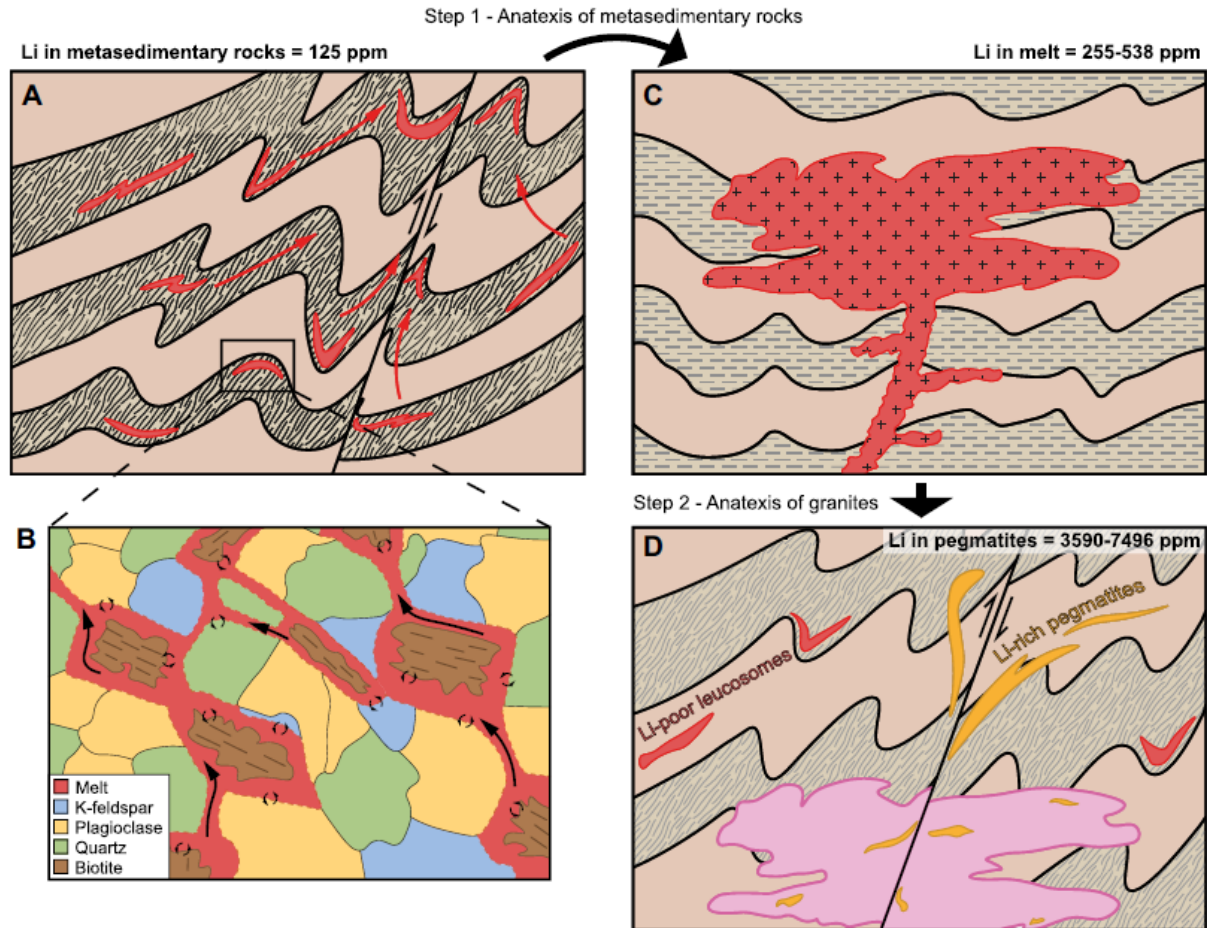 Step 1 - Anatexis of metasedimentary rocks
Li in metasedimentary rocks = 125 ppm
Li in melt = 255-538 ppm
A
C
Step 2 - Anatexis of granites
B
Melt
K-feldspar
Plagioclase
Quartz
Biotite
D
Li in pegmatites = 3590-7496 ppm
Li-poor leucosomes
Li-rich pegmatites